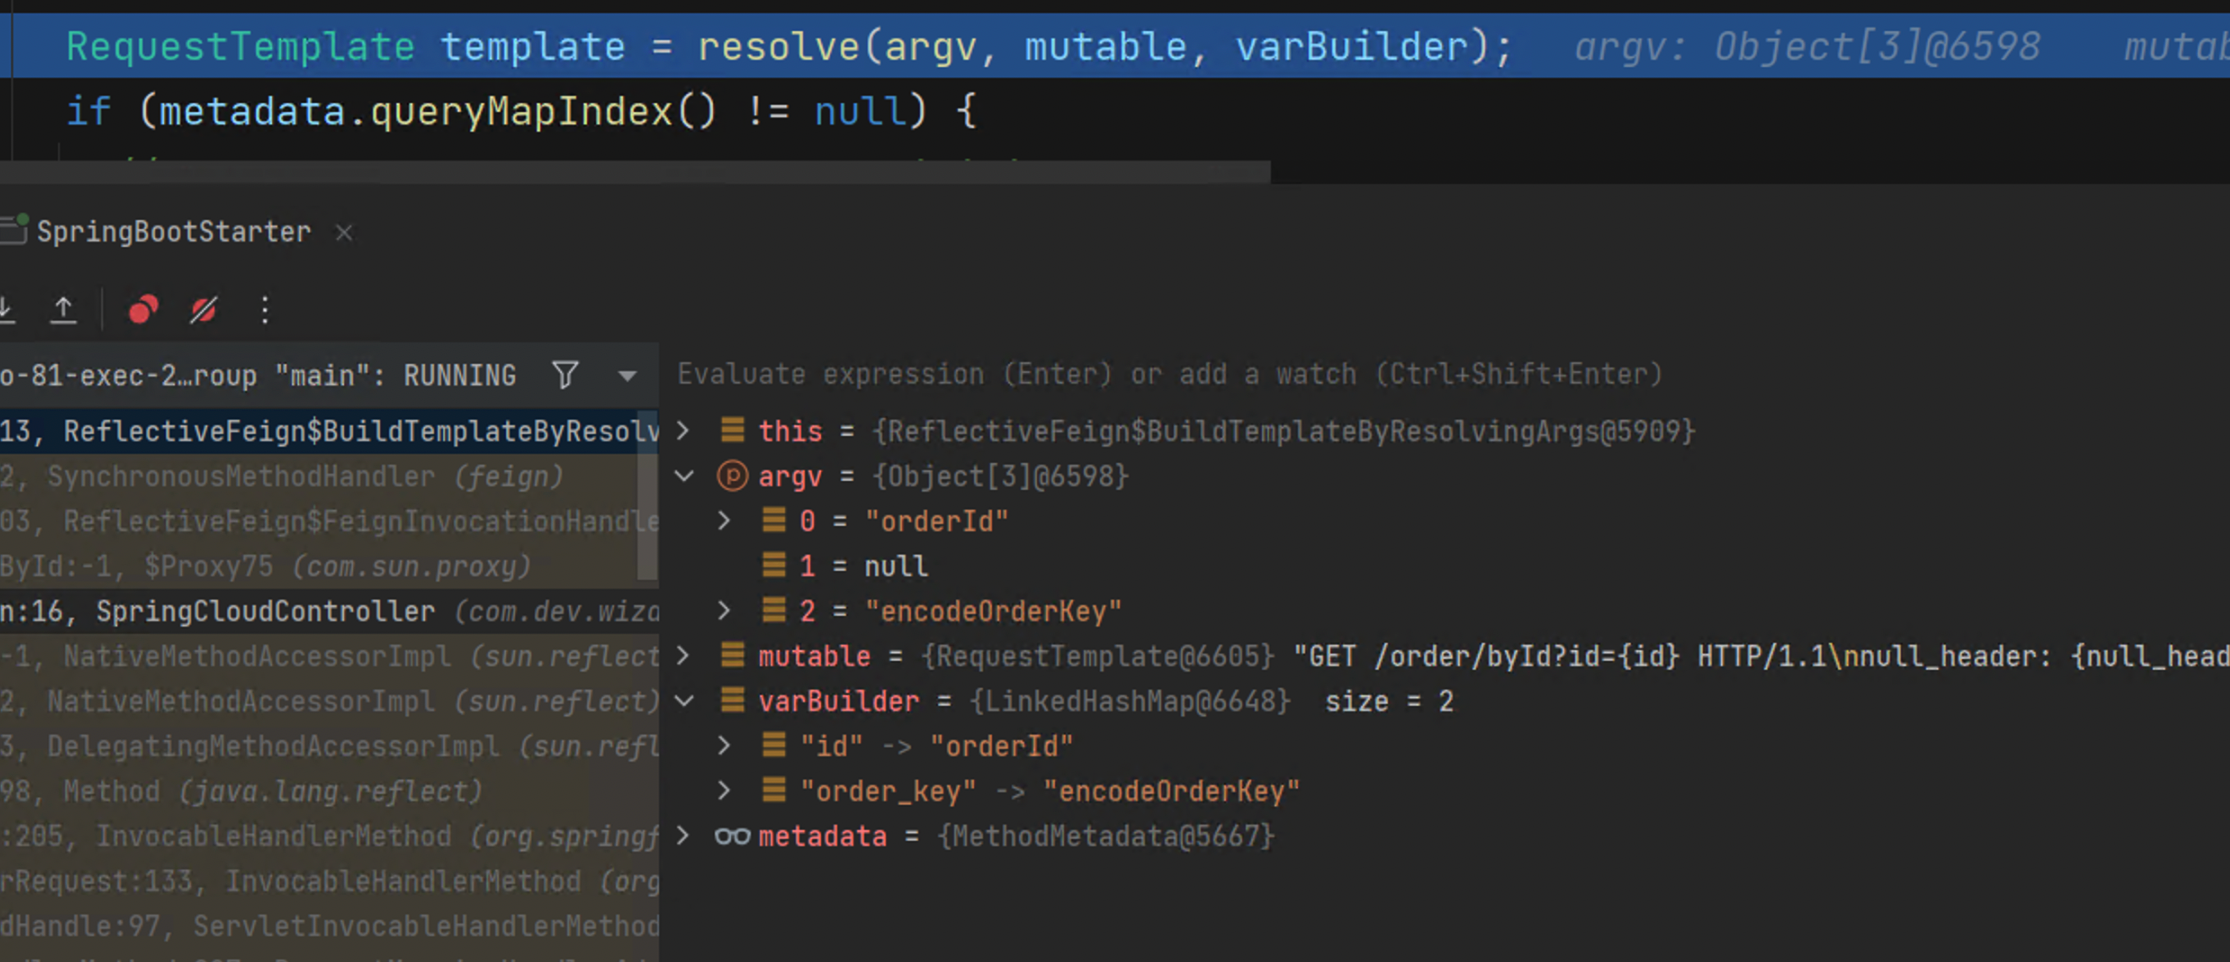 RequestTemplate template = resolve(argv, mutable, varBuilder); argv: Object[3]@6598 mutab
if (metadata.queryMapIndex() != null) {
SpringBootStarter ×
o-81-exec-2…roup "main": RUNNING
Evaluate expression (Enter) or add a watch (Ctrl+Shift+Enter)
13, ReflectiveFeign$BuildTemplateByResolv
2, SynchronousMethodHandler (feign)
03, ReflectiveFeign$FeignInvocationHandle
ById:-1, $Proxy75 (com.sun.proxy)
n:16, SpringCloudController (com.dev.wiza
-1, NativeMethodAccessorImpl (sun.reflect
2, NativeMethodAccessorImpl (sun.reflect)
3, DelegatingMethodAccessorImpl (sun.refl
98, Method (java.lang.reflect)
:205, InvocableHandlerMethod (org.springf
rRequest:133, InvocableHandlerMethod (org
dHandle:97, ServletInvocableHandlerMethod
this = {ReflectiveFeign$BuildTemplateByResolvingArgs@5909}
argv = {Object[3]@6598}
0 = "orderId"
1 = null
2 = "encodeOrderKey"
mutable = {RequestTemplate@6605} "GET /order/byId?id={id} HTTP/1.1\nnull_header: {null_head
varBuilder = {LinkedHashMap@6648} size = 2
"id" -> "orderId"
"order_key" -> "encodeOrderKey"
metadata = {MethodMetadata@5667}